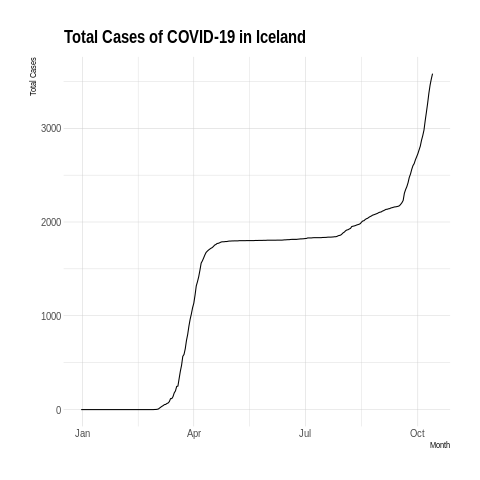 Total Cases of COVID-19 in Iceland
Total Cases
3000
2000
1000
0
Jan Apr Jul Oct
Month